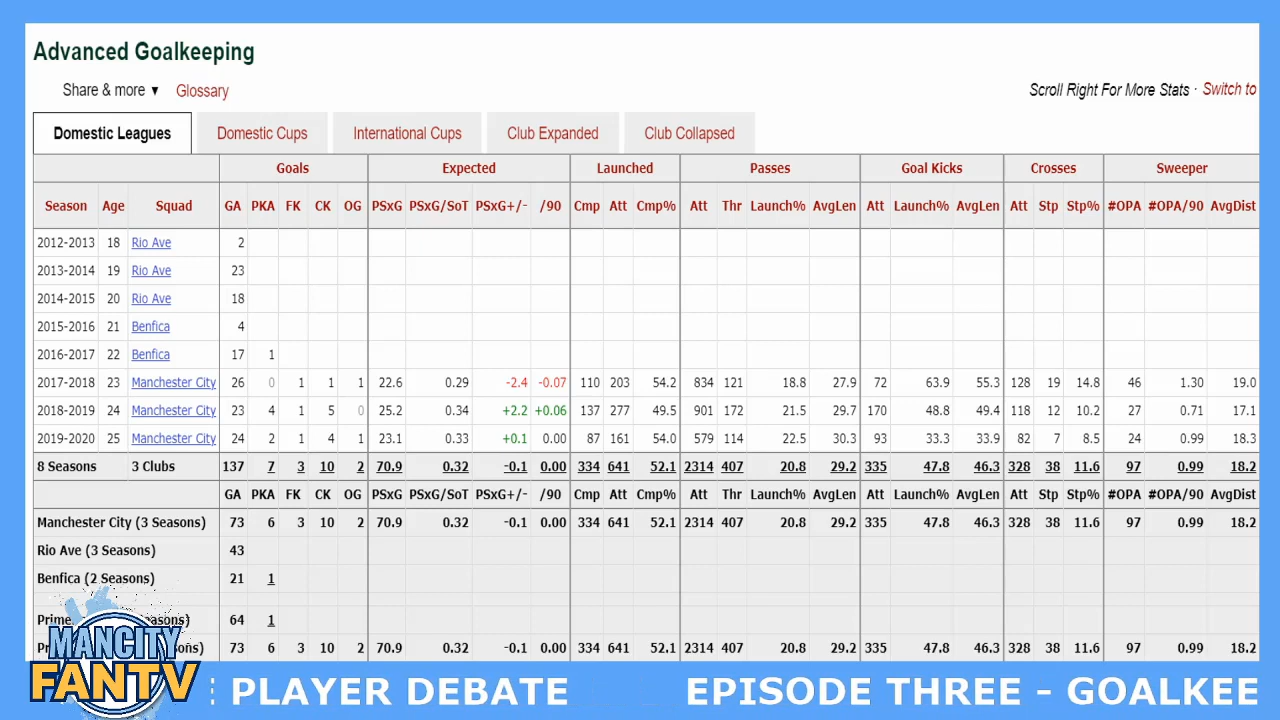 Advanced Goalkeeping
Share & more ▼ Glossary
Scroll Right For More Stats · Switch to
Domestic Leagues Domestic Cups International Cups Club Expanded Club Collapsed
Goals Expected Launched Passes Goal Kicks Crosses Sweeper
Season Age Squad GA PKA FK CK OG PSxG PSxG/SoT PSxG+/- /90 Cmp Att Cmp% Att Thr Launch% AvgLen Att Launch% AvgLen Att Stp Stp% #OPA #OPA/90 AvgDist
2012-2013 18 Rio Ave 2
2013-2014 19 Rio Ave 23
2014-2015 20 Rio Ave 18
2015-2016 21 Benfica 4
2016-2017 22 Benfica 17 1
2017-2018 23 Manchester City 26 0 1 1 1 22.6 0.29 -2.4 -0.07 110 203 54.2 834 121 18.8 27.9 72 63.9 55.3 128 19 14.8 46 1.30 19.0
2018-2019 24 Manchester City 23 4 1 5 0 25.2 0.34 +2.2 +0.06 137 277 49.5 901 172 21.5 29.7 170 48.8 49.4 118 12 10.2 27 0.71 17.1
2019-2020 25 Manchester City 24 2 1 4 1 23.1 0.33 +0.1 0.00 87 161 54.0 579 114 22.5 30.3 93 33.3 33.9 82 7 8.5 24 0.99 18.3
8 Seasons 3 Clubs 137 7 3 10 2 70.9 0.32 -0.1 0.00 334 641 52.1 2314 407 20.8 29.2 335 47.8 46.3 328 38 11.6 97 0.99 18.2
GA PKA FK CK OG PSxG PSxG/SoT PSxG+/- /90 Cmp Att Cmp% Att Thr Launch% AvgLen Att Launch% AvgLen Att Stp Stp% #OPA #OPA/90 AvgDist
Manchester City (3 Seasons) 73 6 3 10 2 70.9 0.32 -0.1 0.00 334 641 52.1 2314 407 20.8 29.2 335 47.8 46.3 328 38 11.6 97 0.99 18.2
Rio Ave (3 Seasons) 43
Benfica (2 Seasons) 21 1
64 1
73 6 3 10 2 70.9 0.32 -0.1 0.00 334 641 52.1 2314 407 20.8 29.2 335 47.8 46.3 328 38 11.6 97 0.99 18.2
MANCITY
FANTV
PLAYER DEBATE EPISODE THREE - GOALKEE